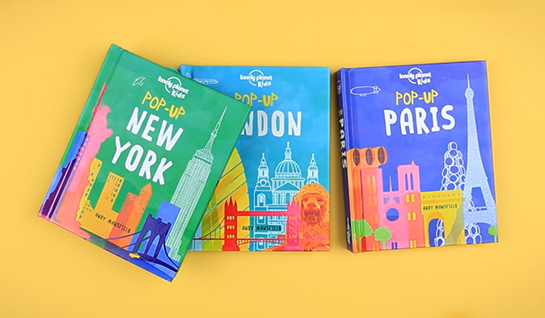 lonely planet
Kids
POP-UP
NEW
YORK
ANDY MANSFIELD
lonely planet
Kids
POP-UP
NDON
ANDY MANSFIELD
lonely planet
Kids
POP-UP
PARIS
ANDY MANSFIELD
PARIS